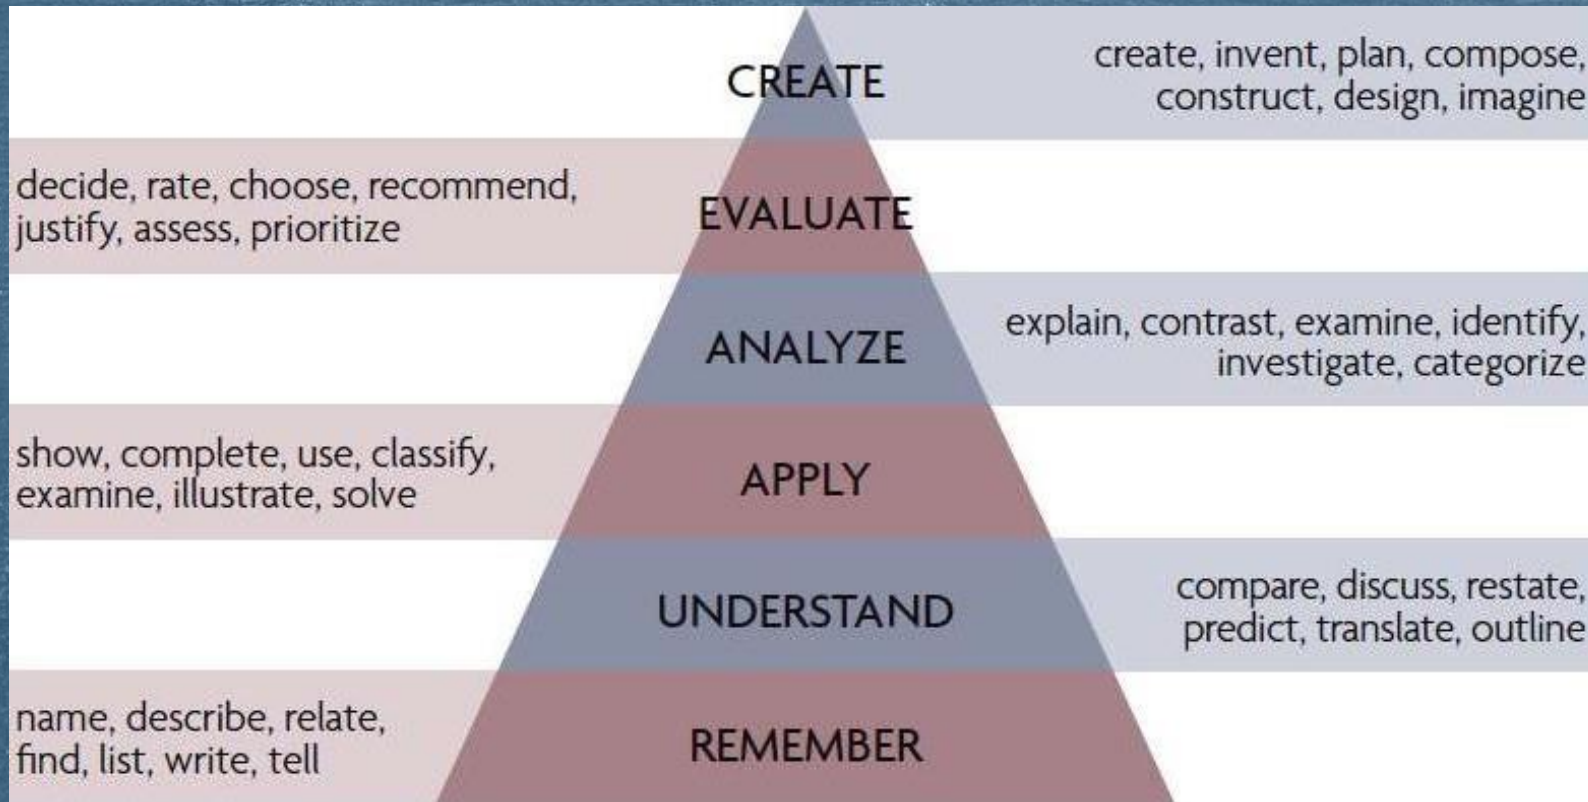 CREATE
create, invent, plan, compose,
construct, design, imagine
decide, rate, choose, recommend,
justify, assess, prioritize
EVALUATE
ANALYZE
explain, contrast, examine, identify,
investigate, categorize
show, complete, use, classify,
examine, illustrate, solve
APPLY
UNDERSTAND
compare, discuss, restate,
predict, translate, outline
name, describe, relate,
find, list, write, tell
REMEMBER